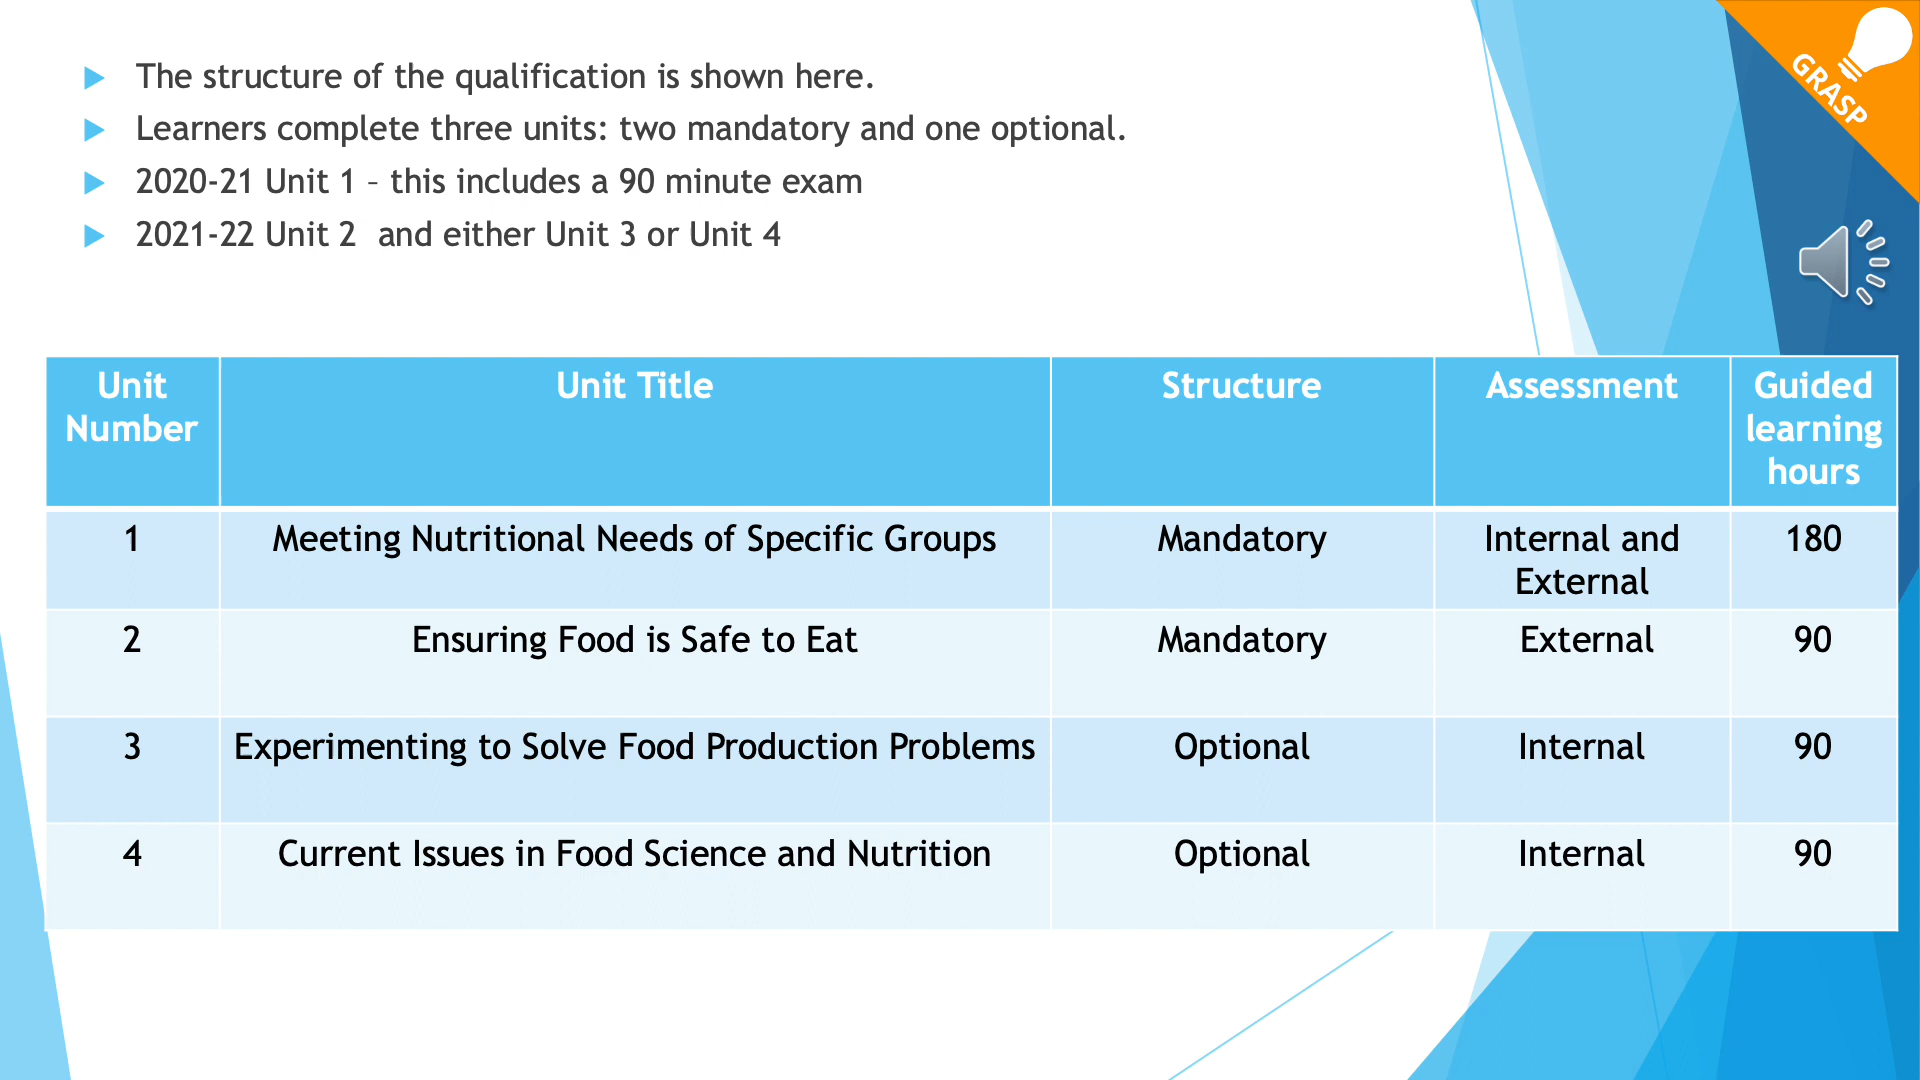 The structure of the qualification is shown here.
Learners complete three units: two mandatory and one optional.
2020-21 Unit 1 – this includes a 90 minute exam
2021-22 Unit 2  and either Unit 3 or Unit 4
GRASP
Unit Number Unit Title Structure Assessment Guided learning hours
1 Meeting Nutritional Needs of Specific Groups Mandatory Internal and External 180
2 Ensuring Food is Safe to Eat Mandatory External 90
3 Experimenting to Solve Food Production Problems Optional Internal 90
4 Current Issues in Food Science and Nutrition Optional Internal 90